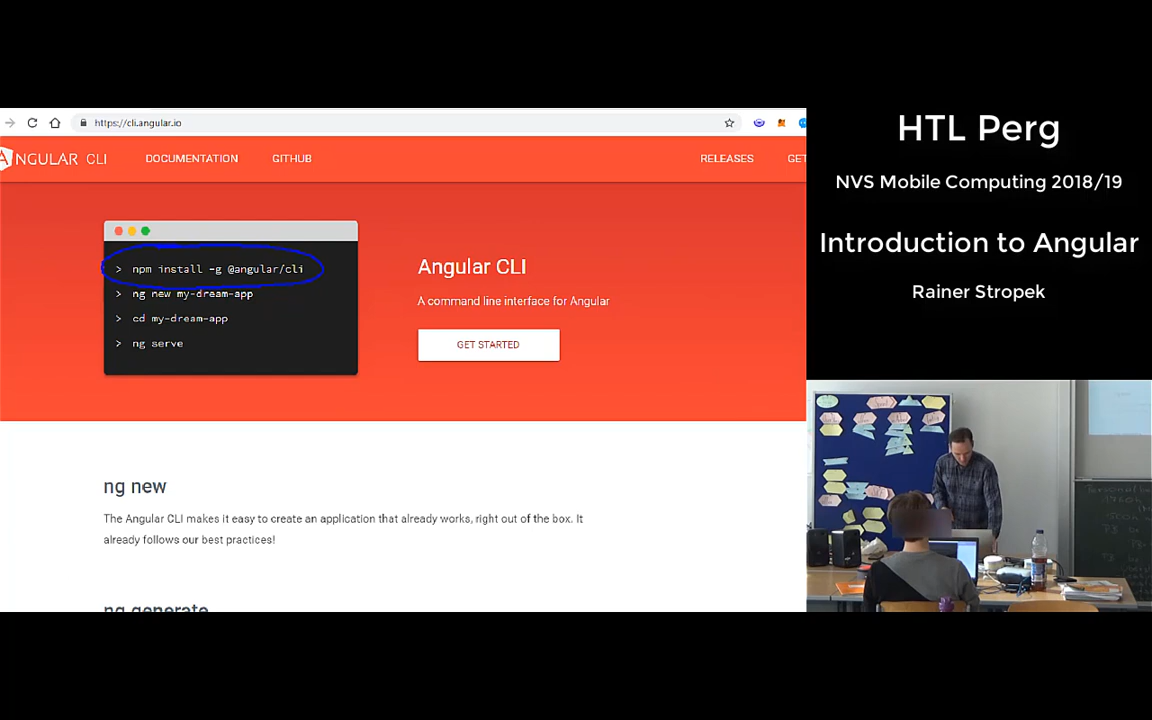 https://cli.angular.io
ANGULAR CLI DOCUMENTATION GITHUB RELEASES GET
> npm install -g @angular/cli
> ng new my-dream-app
> cd my-dream-app
> ng serve
Angular CLI
A command line interface for Angular
GET STARTED
ng new
The Angular CLI makes it easy to create an application that already works, right out of the box. It
already follows our best practices!
ng generate
HTL Perg
NVS Mobile Computing 2018/19
Introduction to Angular
Rainer Stropek